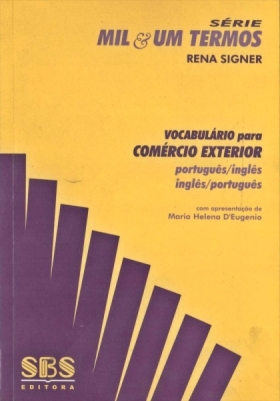 SÉRIE
MIL & UM TERMOS
RENA SIGNER
VOCABULÁRIO para
COMÉRCIO EXTERIOR
português/inglês
inglês/português
com apresentação de
Maria Helena D'Eugenio
SBS
EDITORA